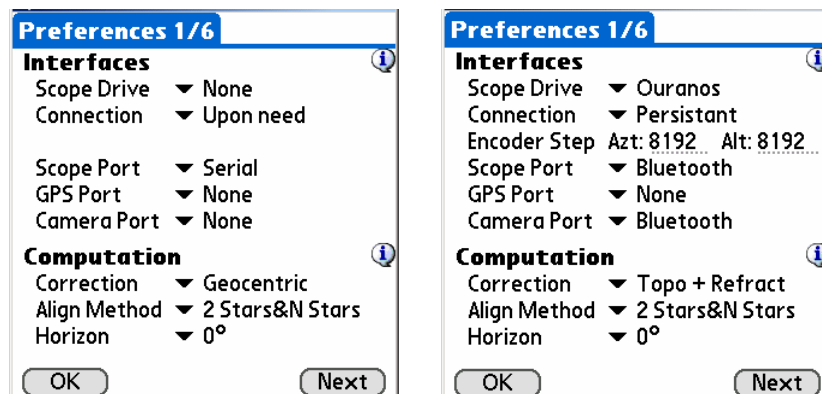 Preferences 1/6
Interfaces
Scope Drive None
Connection Upon need
Scope Port Serial
GPS Port None
Camera Port None
Computation
Correction Geocentric
Align Method 2 Stars&N Stars
Horizon 0°
OK Next
Preferences 1/6
Interfaces
Scope Drive Ouranos
Connection Persistant
Encoder Step Azt: 8192 Alt: 8192
Scope Port Bluetooth
GPS Port None
Camera Port Bluetooth
Computation
Correction Topo + Refract
Align Method 2 Stars&N Stars
Horizon 0°
OK Next